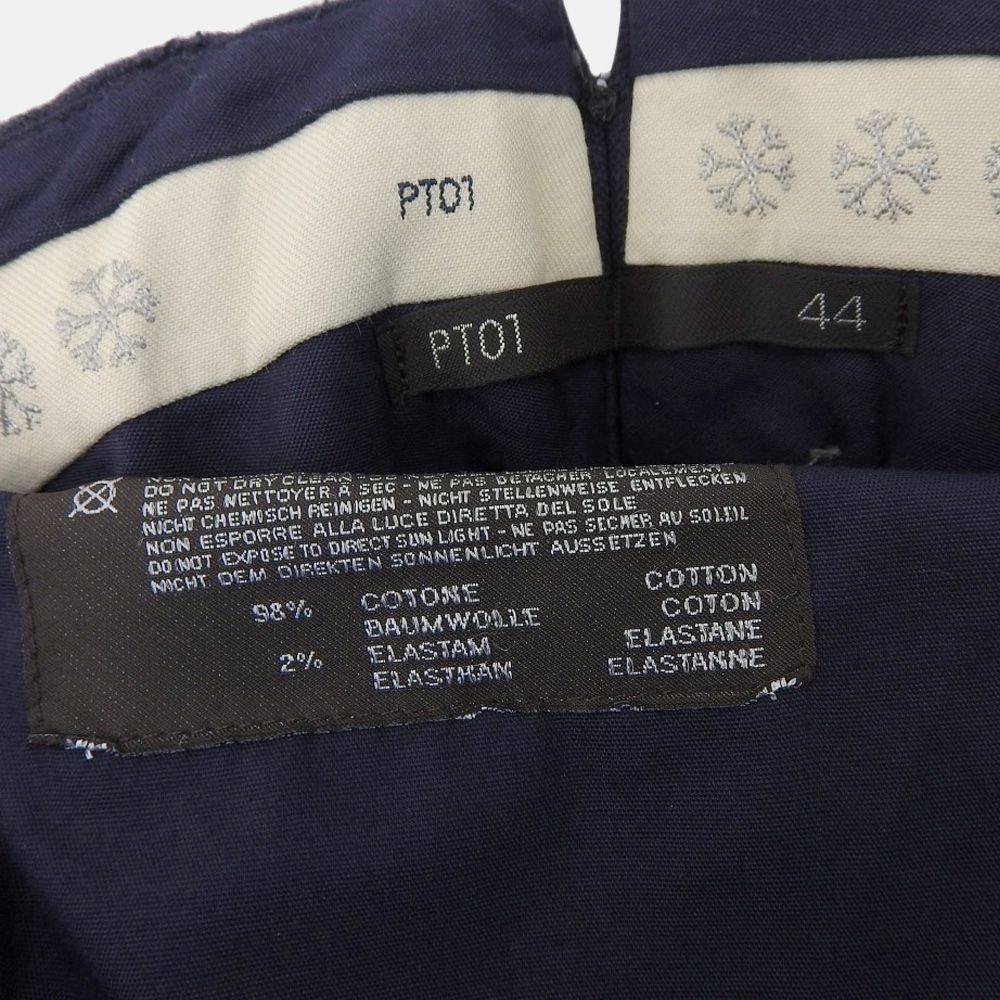 PT01
PT01 44
DO NOT DRY CLEAN NE PAS DETACHER LOCALEMENT
NE PAS NETTOYER À SEC - NICHT STELLENWEISE ENTFLECKEN
NICHT CHEMISCH REINIGEN -
NON ESPORRE ALLA LUCE DIRETTA DEL SOLE
DO NOT EXPOSE TO DIRECT SUN LIGHT - NE PAS SECHER AU SOLEIL
NICHT DEM DIREKTEN SONNENLICHT AUSSETZEN
98% COTONE COTTON
BAUMWOLLE COTON
2% ELASTAM ELASTANE
ELASTHAN ELASTANNE